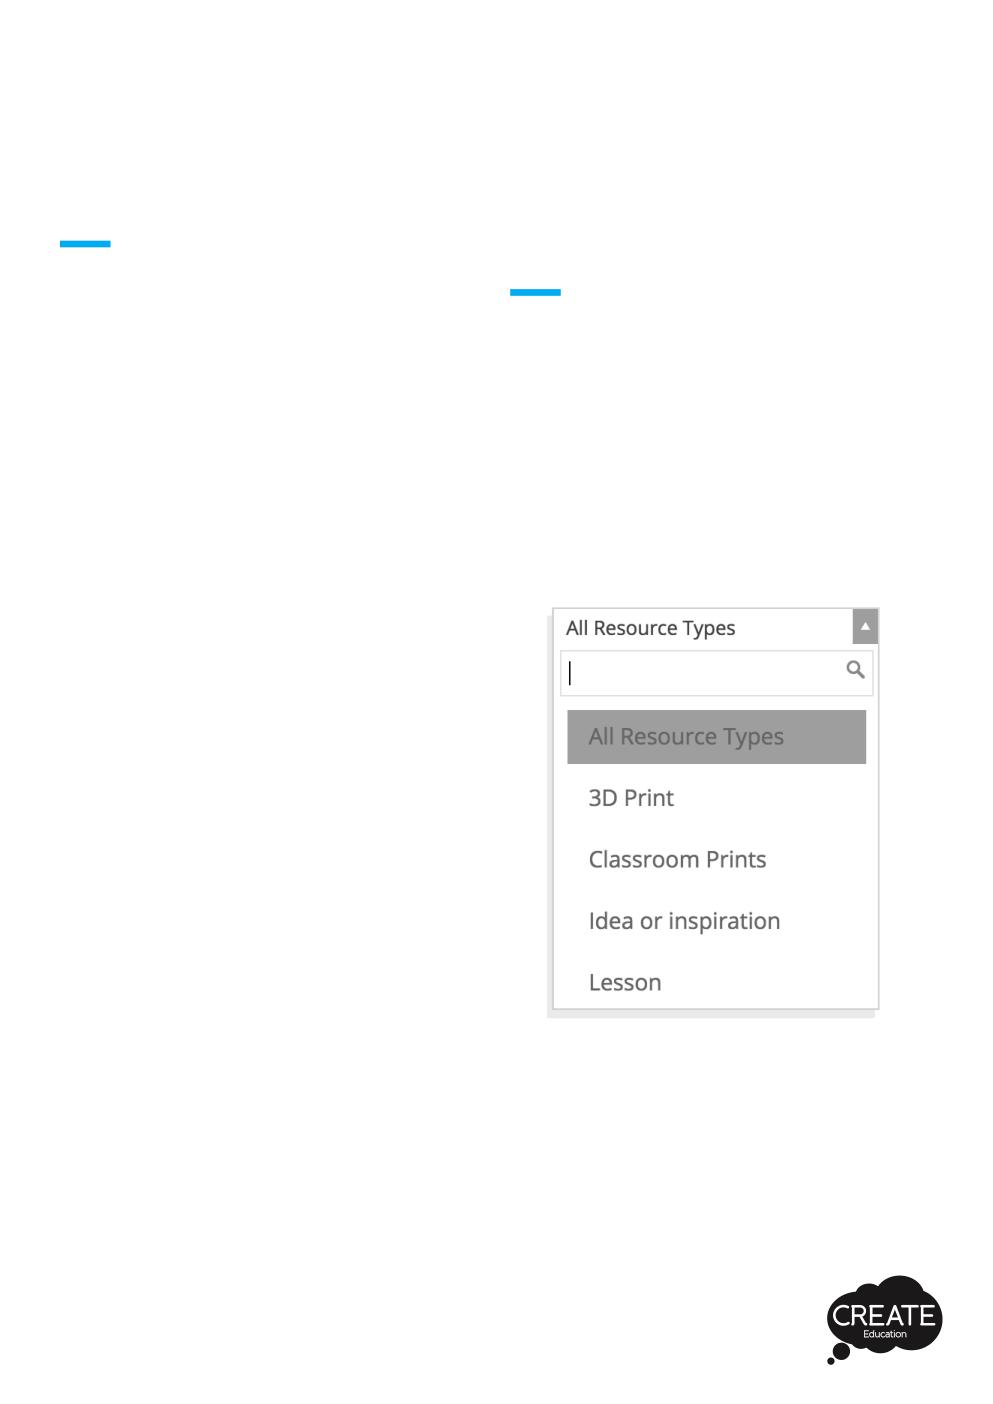 All Resource Types
All Resource Types
3D Print
Classroom Prints
Idea or inspiration
Lesson
CREATE
Education